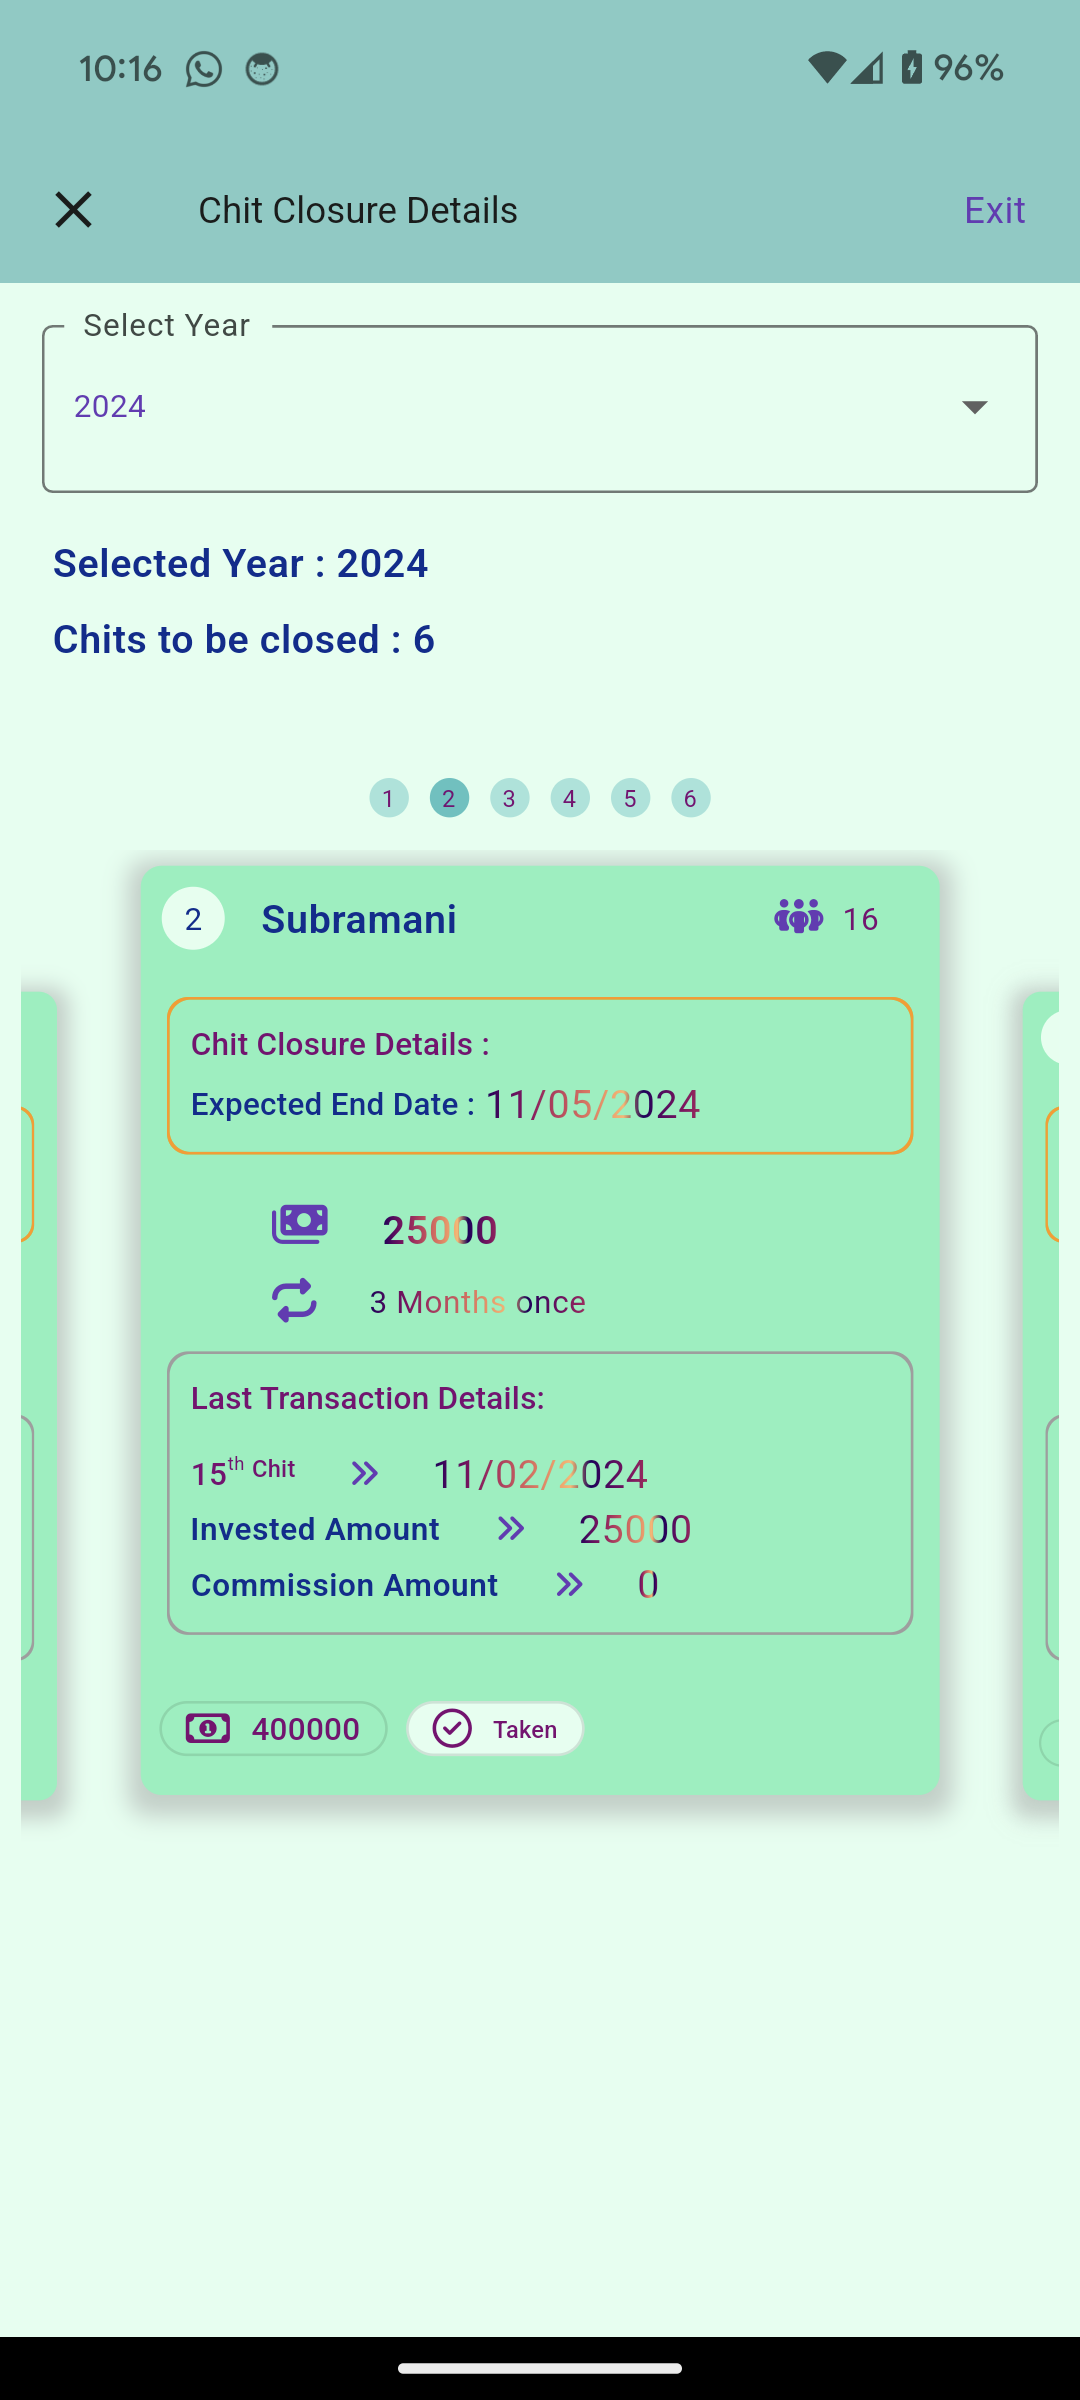 10:16 96%
Chit Closure Details Exit
Select Year
2024
Selected Year : 2024
Chits to be closed : 6
1 2 3 4 5 6
2 Subramani 16
Chit Closure Details :
Expected End Date : 11/05/2024
25000
3 Months once
Last Transaction Details:
15th Chit 11/02/2024
Invested Amount 25000
Commission Amount 0
1 400000 Taken